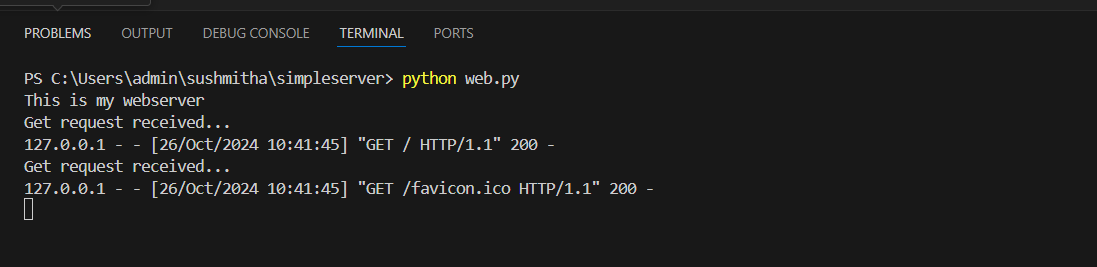 PROBLEMS OUTPUT DEBUG CONSOLE TERMINAL PORTS
PS C:\Users\admin\sushmitha\simpleserver> python web.py
This is my webserver
Get request received...
127.0.0.1 - - [26/Oct/2024 10:41:45] "GET / HTTP/1.1" 200 -
Get request received...
127.0.0.1 - - [26/Oct/2024 10:41:45] "GET /favicon.ico HTTP/1.1" 200 -